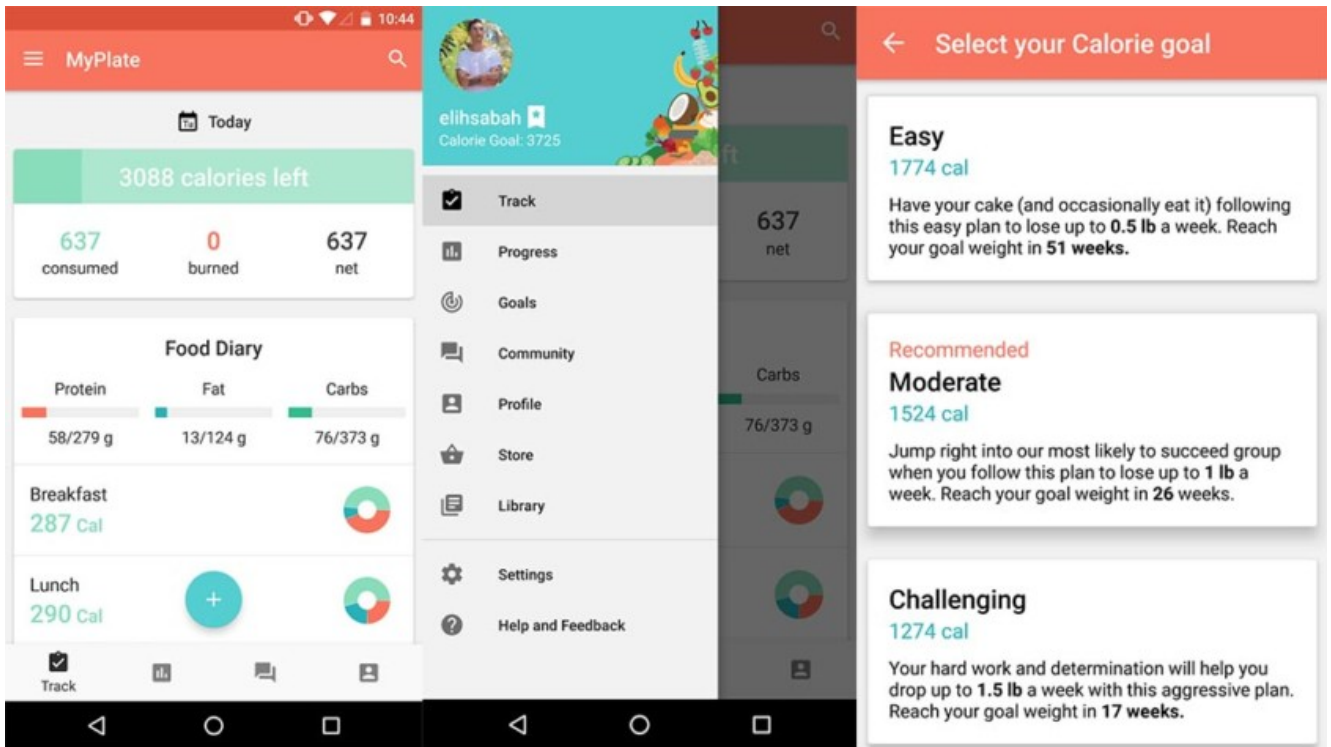 10:44
MyPlate
Today
3088 calories left
637
0
637
consumed
burned
net
Food Diary
Protein
Fat
Carbs
58/279 g
13/124 g
76/373 g
Breakfast
287 Cal
Lunch
290 Cal
Track
elihsabah
Calorie Goal: 3725
Track
Progress
Goals
Community
Profile
Store
Library
Settings
Help and Feedback
ft
637
net
Carbs
76/373 g
Select your Calorie goal
Easy
1774 cal
Have your cake (and occasionally eat it) following
this easy plan to lose up to 0.5 lb a week. Reach
your goal weight in 51 weeks.
Recommended
Moderate
1524 cal
Jump right into our most likely to succeed group
when you follow this plan to lose up to 1 lb a
week. Reach your goal weight in 26 weeks.
Challenging
1274 cal
Your hard work and determination will help you
drop up to 1.5 lb a week with this aggressive plan.
Reach your goal weight in 17 weeks.